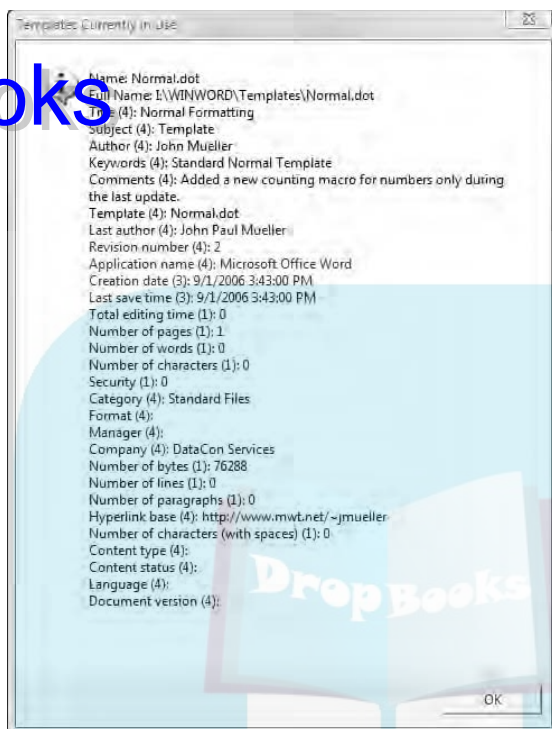 Templates Currently in Use
oks
Name: Normal.dot
Full Name: I:\WINWORD\Templates\Normal.dot
Title (4): Normal Formatting
Subject (4): Template
Author (4): John Mueller
Keywords (4): Standard Normal Template
Comments (4): Added a new counting macro for numbers only during
the last update.
Template (4): Normal.dot
Last author (4): John Paul Mueller
Revision number (4): 2
Application name (4): Microsoft Office Word
Creation date (3): 9/1/2006 3:43:00 PM
Last save time (3): 9/1/2006 3:43:00 PM
Total editing time (1): 0
Number of pages (1): 1
Number of words (1): 0
Number of characters (1): 0
Security (1): 0
Category (4): Standard Files
Format (4):
Manager (4):
Company (4): DataCon Services
Number of bytes (1): 76288
Number of lines (1): 0
Number of paragraphs (1): 0
Hyperlink base (4): http://www.mwt.net/~jmueller
Number of characters (with spaces) (1): 0
Content type (4):
Content status (4):
Language (4):
Document version (4):
DropBooks
OK